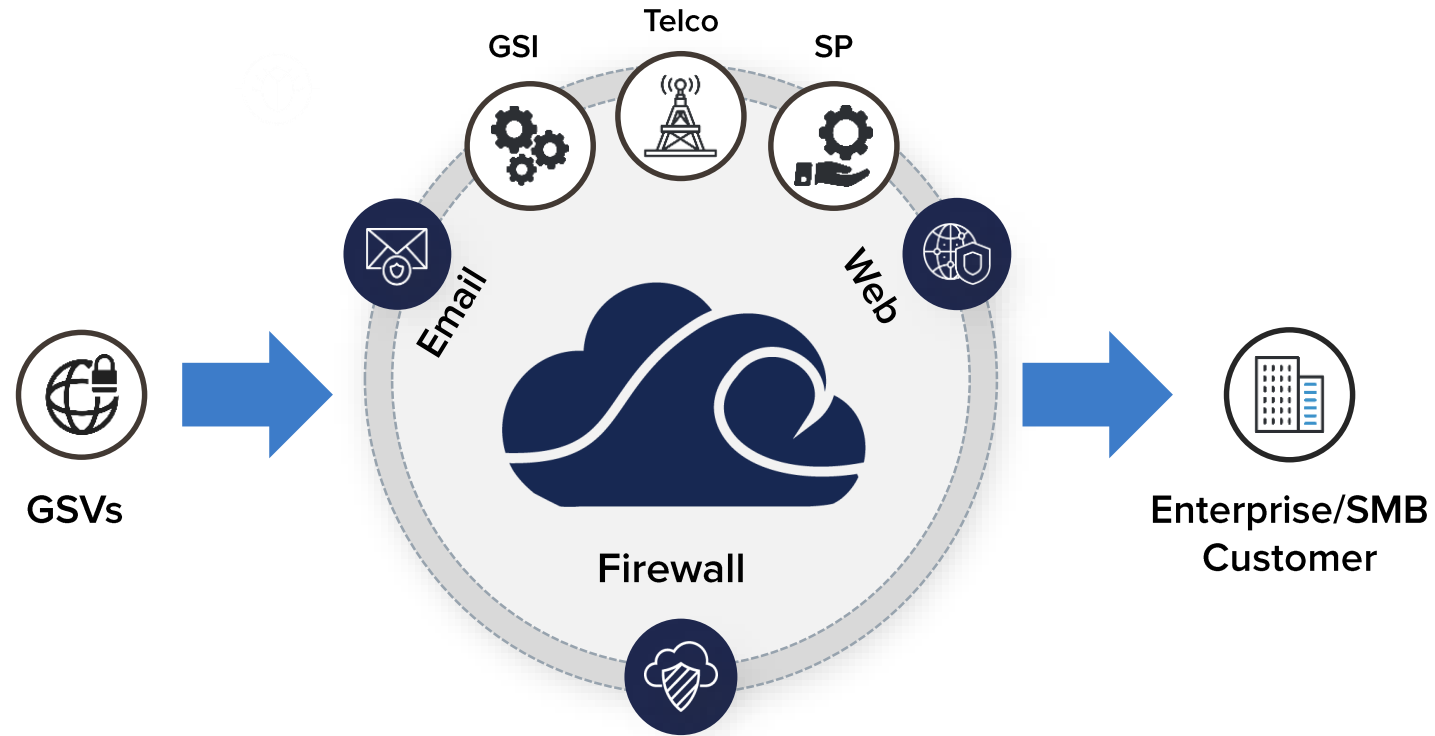 Telco
GSI
SP
Email
Web
GSVs
Enterprise/SMB
Customer
Firewall